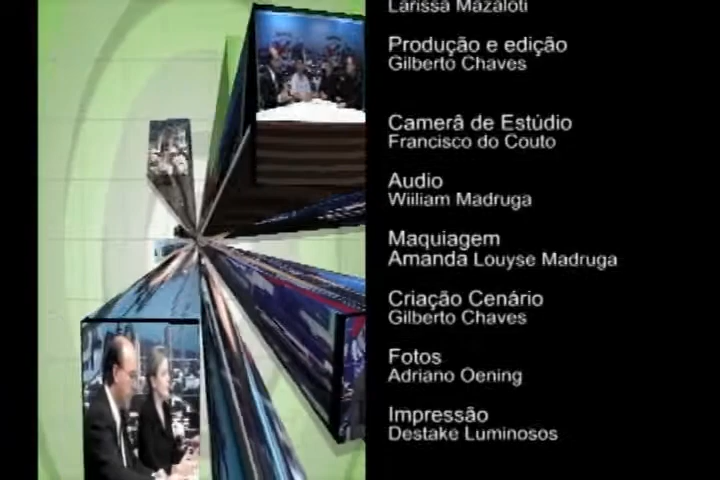 Larissa Mazaloti
Produção e edição
Gilberto Chaves
Camerâ de Estúdio
Francisco do Couto
Audio
Wiiliam Madruga
Maquiagem
Amanda Louyse Madruga
Criação Cenário
Gilberto Chaves
Fotos
Adriano Oening
Impressão
Destake Luminosos